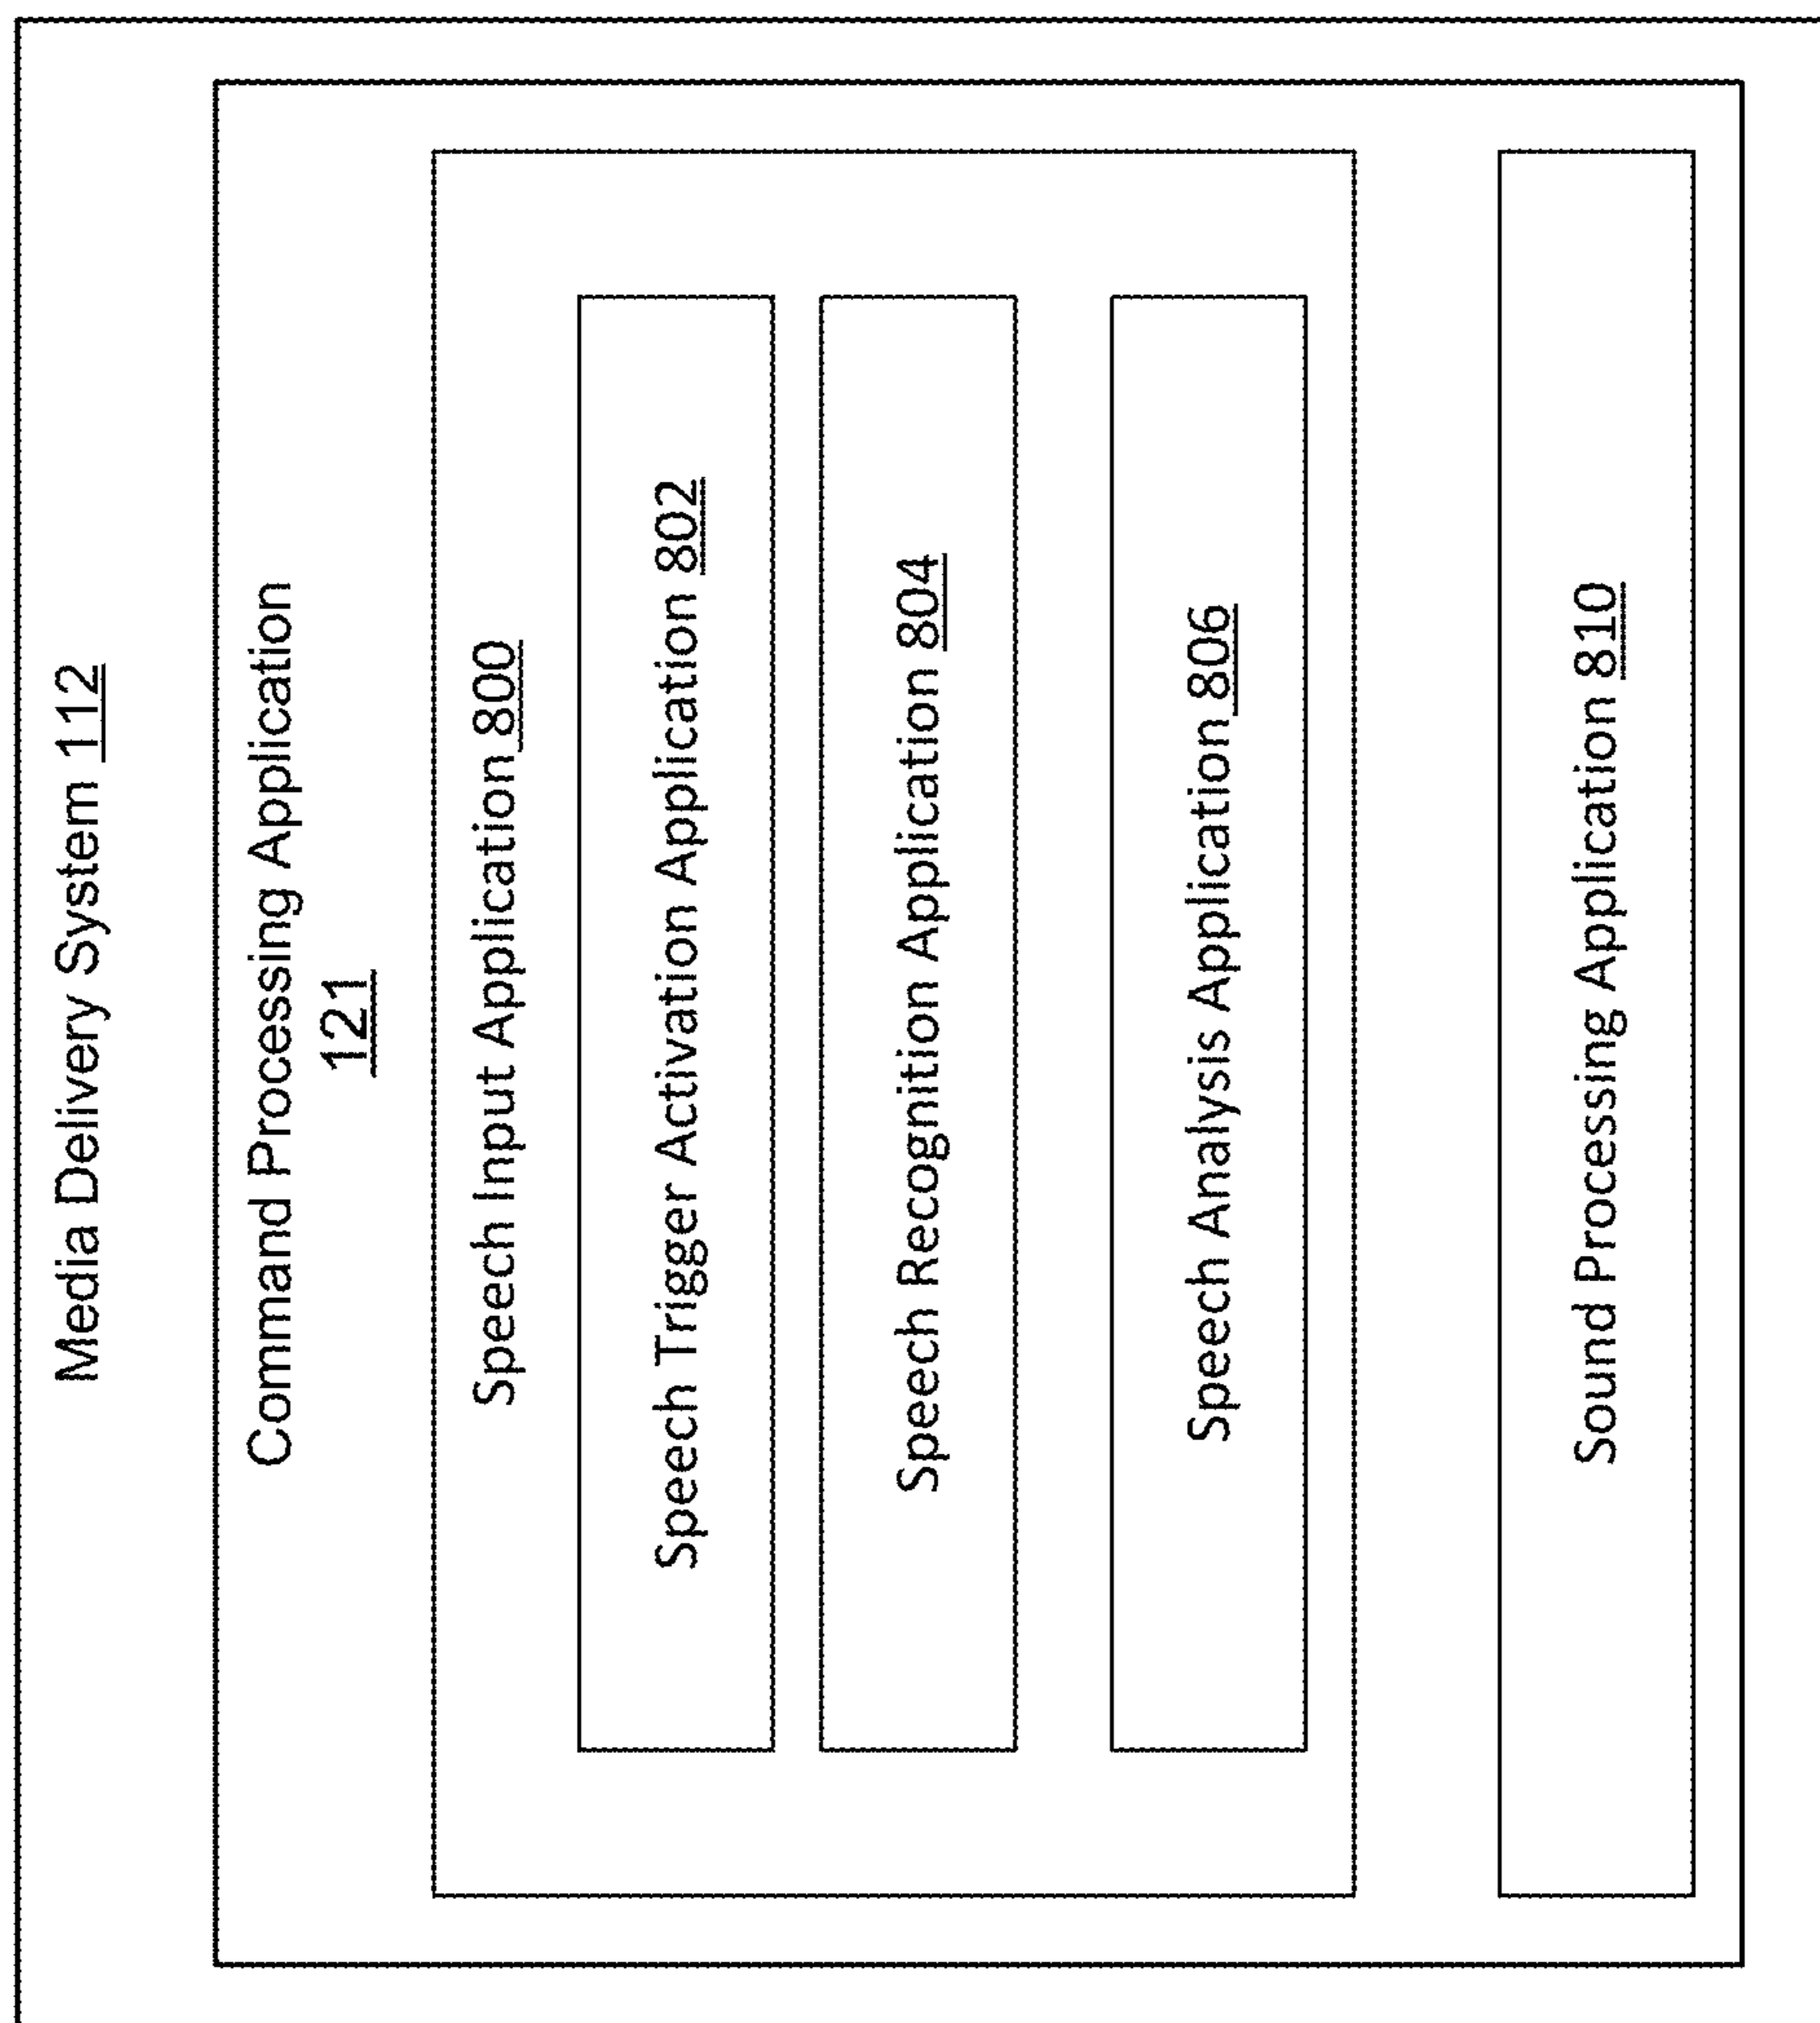 Media Delivery System 112
Command Processing Application
121
Speech Input Application 800
Speech Trigger Activation Application 802
Speech Recognition Application 804
Speech Analysis Application 806
Sound Processing Application 810